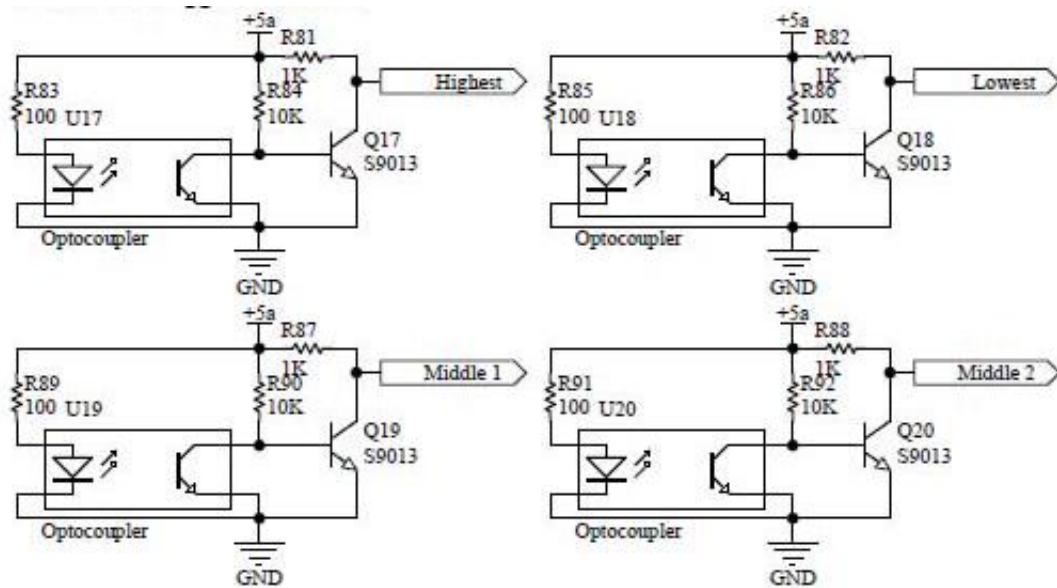 +5a
R81
1K
Highest
R83
100
R84
10K
U17
Q17
S9013
Optocoupler
GND
+5a
R82
1K
Lowest
R85
100
R86
10K
U18
Q18
S9013
Optocoupler
GND
+5a
R87
1K
Middle 1
R89
100
R90
10K
U19
Q19
S9013
Optocoupler
GND
+5a
R88
1K
Middle 2
R91
100
R92
10K
U20
Q20
S9013
Optocoupler
GND